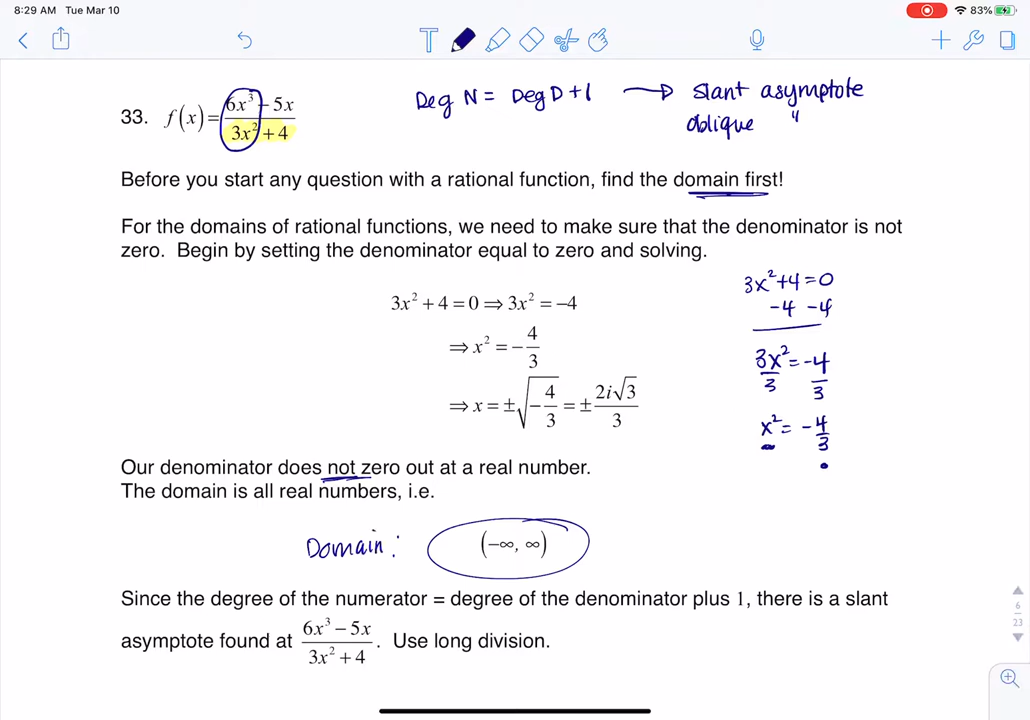 8:29 AM Tue Mar 10
83%
T
Deg N = Deg D + 1 → slant asymptote
oblique "
33. f(x) = (6x³ − 5x)/(3x² + 4)
Before you start any question with a rational function, find the domain first!
For the domains of rational functions, we need to make sure that the denominator is not
zero. Begin by setting the denominator equal to zero and solving.
3x² + 4 = 0 ⇒ 3x² = −4
⇒ x² = −4/3
⇒ x = ±√(−4/3) = ±2i√3/3
3x² + 4 = 0
−4 −4
3x²/3 = −4/3
x² = −4/3
Our denominator does not zero out at a real number.
The domain is all real numbers, i.e.
Domain: (−∞, ∞)
Since the degree of the numerator = degree of the denominator plus 1, there is a slant
asymptote found at (6x³ − 5x)/(3x² + 4). Use long division.
6
23